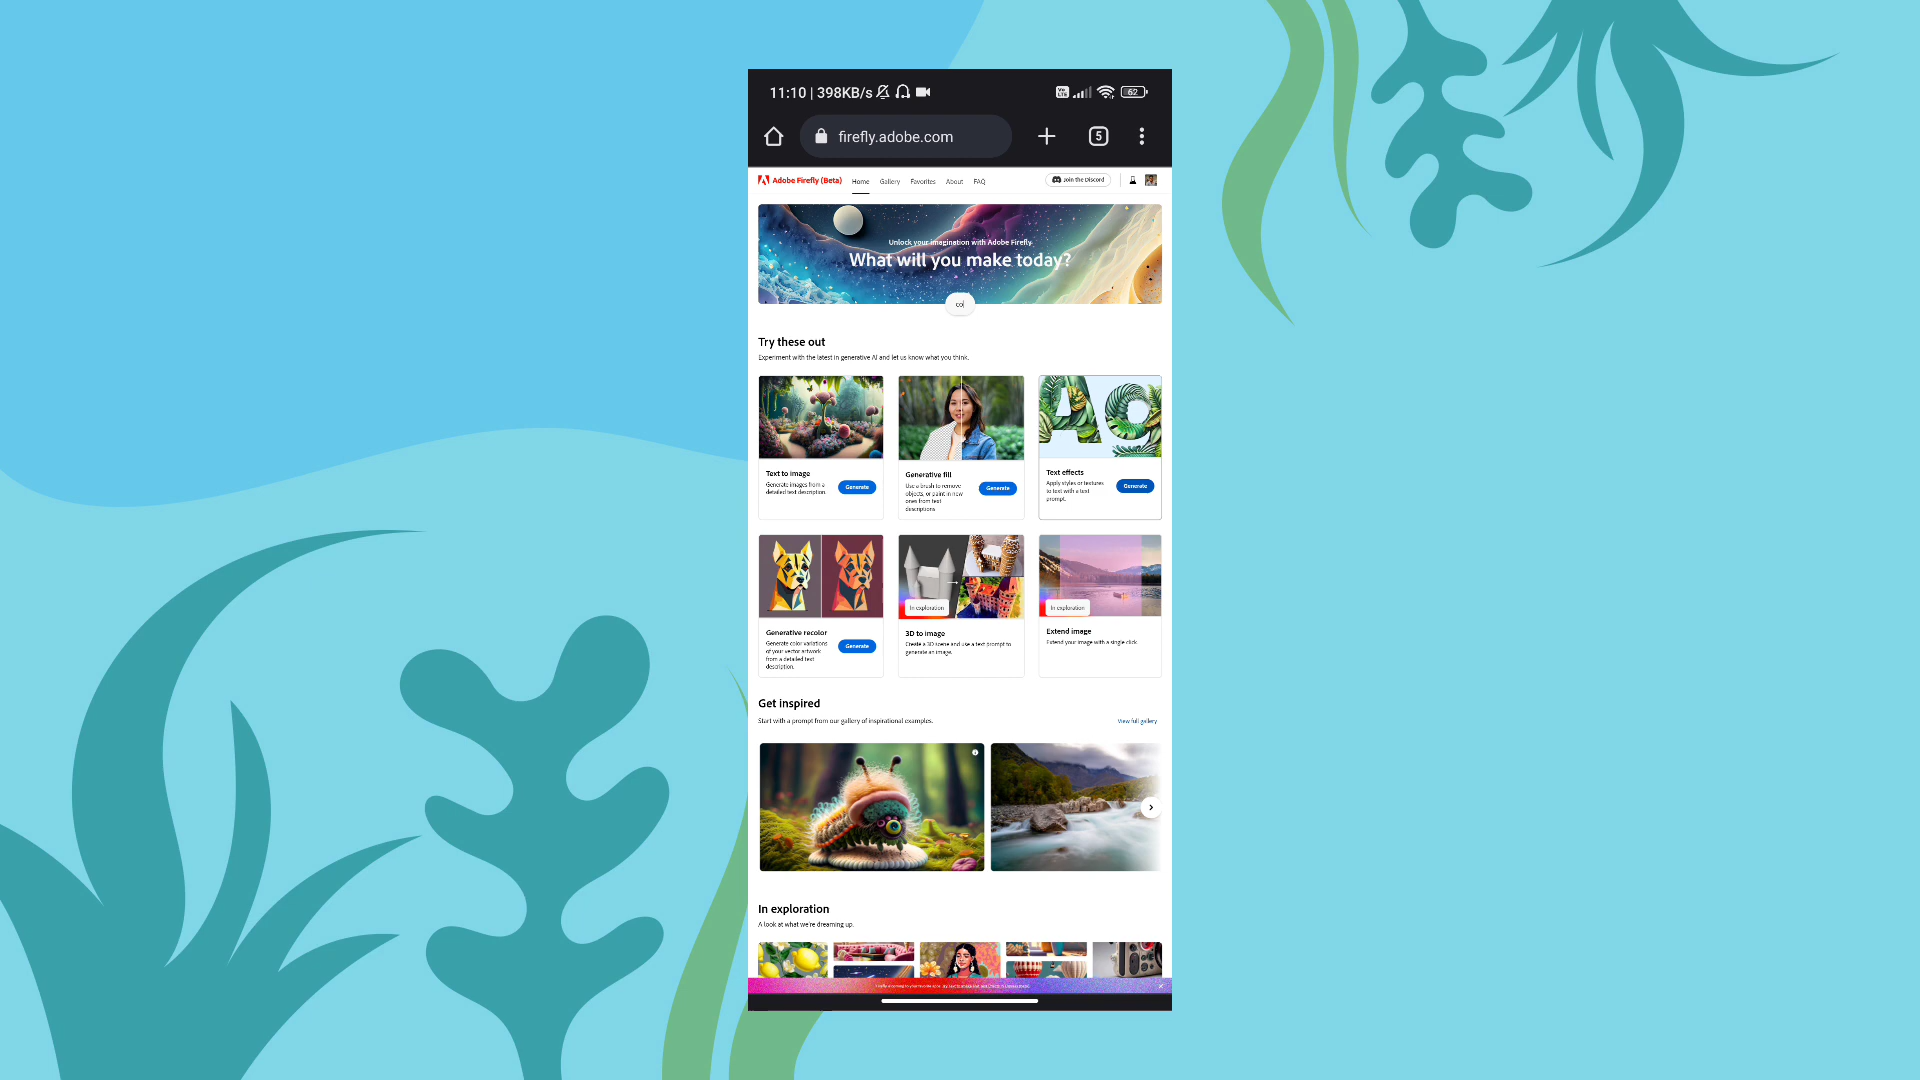 11:10 | 398KB/s
Vo LTE
62
firefly.adobe.com
5
Adobe Firefly (Beta)
Home
Gallery
Favorites
About
FAQ
Join the Discord
Unlock your imagination with Adobe Firefly
What will you make today?
co
Try these out
Experiment with the latest in generative AI and let us know what you think.
Text to image
Generate images from a
detailed text description.
Generate
Generative fill
Use a brush to remove
objects, or paint in new
ones from text
descriptions
Generate
Text effects
Apply styles or textures
to text with a text
prompt.
Generate
Generative recolor
Generate color variations
of your vector artwork
from a detailed text
description.
Generate
In exploration
3D to image
Create a 3D scene and use a text prompt to
generate an image.
In exploration
Extend image
Extend your image with a single click
Get inspired
Start with a prompt from our gallery of inspirational examples.
View full gallery
In exploration
A look at what we're dreaming up.